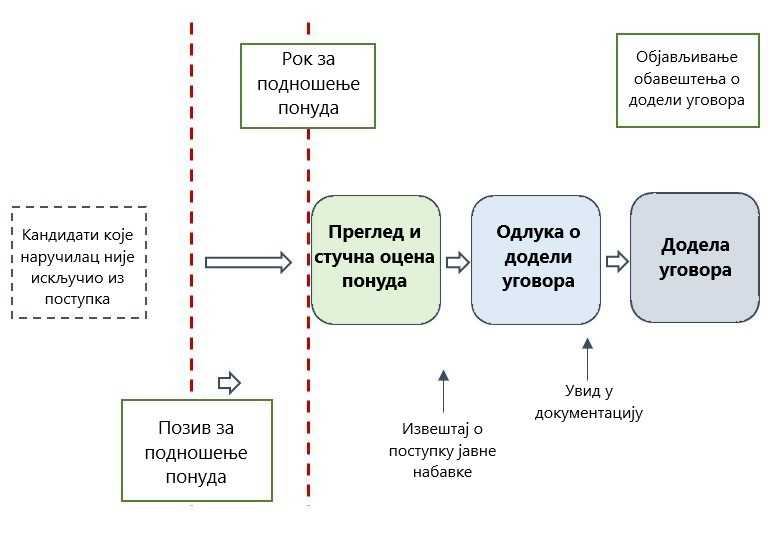 Рок за
подношење
понуда
Објављивање
обавештења о
додели уговора
Кандидати које
наручилац није
искључио из
поступка
Преглед и
стучна оцена
понуда
Одлука о
додели
уговора
Додела
уговора
Позив за
подношење
понуда
Извештај о
поступку јавне
набавке
Увид у
документацију